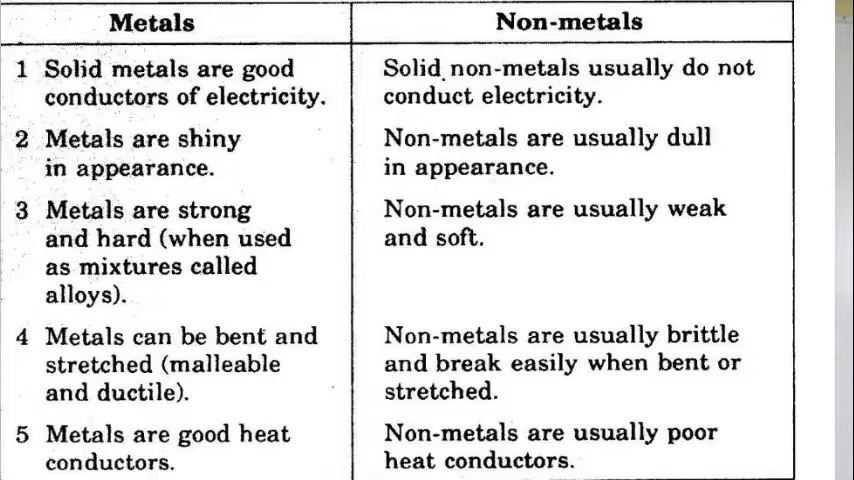 Metals Non-metals
1 Solid metals are good
conductors of electricity.
Solid non-metals usually do not
conduct electricity.
2 Metals are shiny
in appearance.
Non-metals are usually dull
in appearance.
3 Metals are strong
and hard (when used
as mixtures called
alloys).
Non-metals are usually weak
and soft.
4 Metals can be bent and
stretched (malleable
and ductile).
Non-metals are usually brittle
and break easily when bent or
stretched.
5 Metals are good heat
conductors.
Non-metals are usually poor
heat conductors.